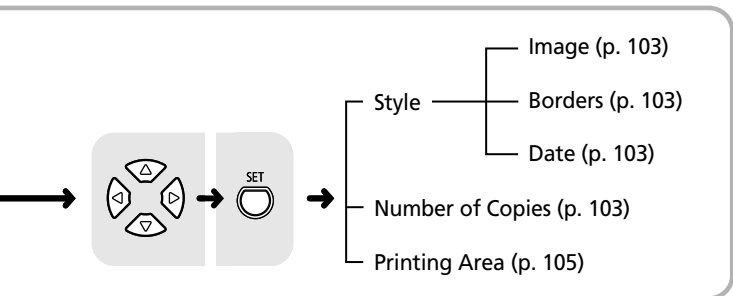 Image (p. 103)
Style
Borders (p. 103)
Date (p. 103)
SET
Number of Copies (p. 103)
Printing Area (p. 105)